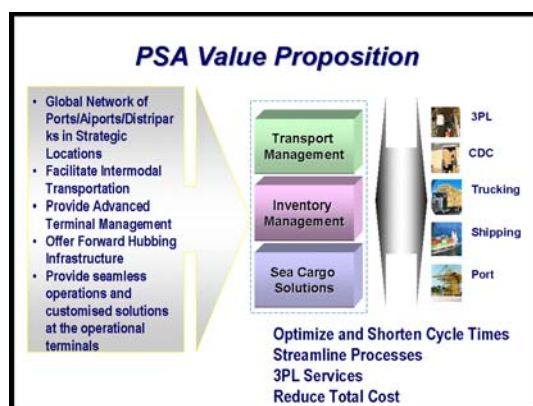 PSA Value Proposition
• Global Network of
Ports/Aiports/Distripar
ks in Strategic
Locations
• Facilitate Intermodal
Transportation
• Provide Advanced
Terminal Management
• Offer Forward Hubbing
Infrastructure
• Provide seamless
operations and
customised solutions
at the operational
terminals
Transport
Management
Inventory
Management
Sea Cargo
Solutions
3PL
CDC
Trucking
Shipping
Port
Optimize and Shorten Cycle Times
Streamline Processes
3PL Services
Reduce Total Cost